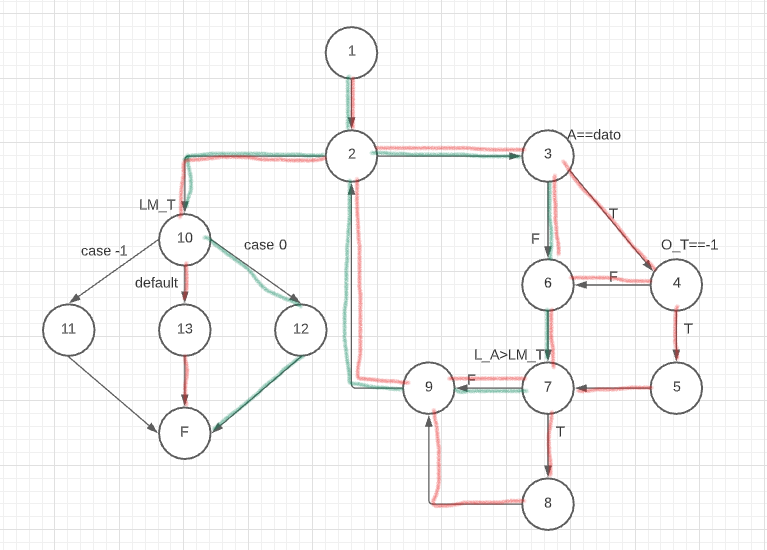 1
A==dato
2
3
LM_T
T
10
case 0
F
O_T==-1
case -1
default
6
F
4
11
13
12
T
L_A>LM_T
9
F
7
5
F
T
8